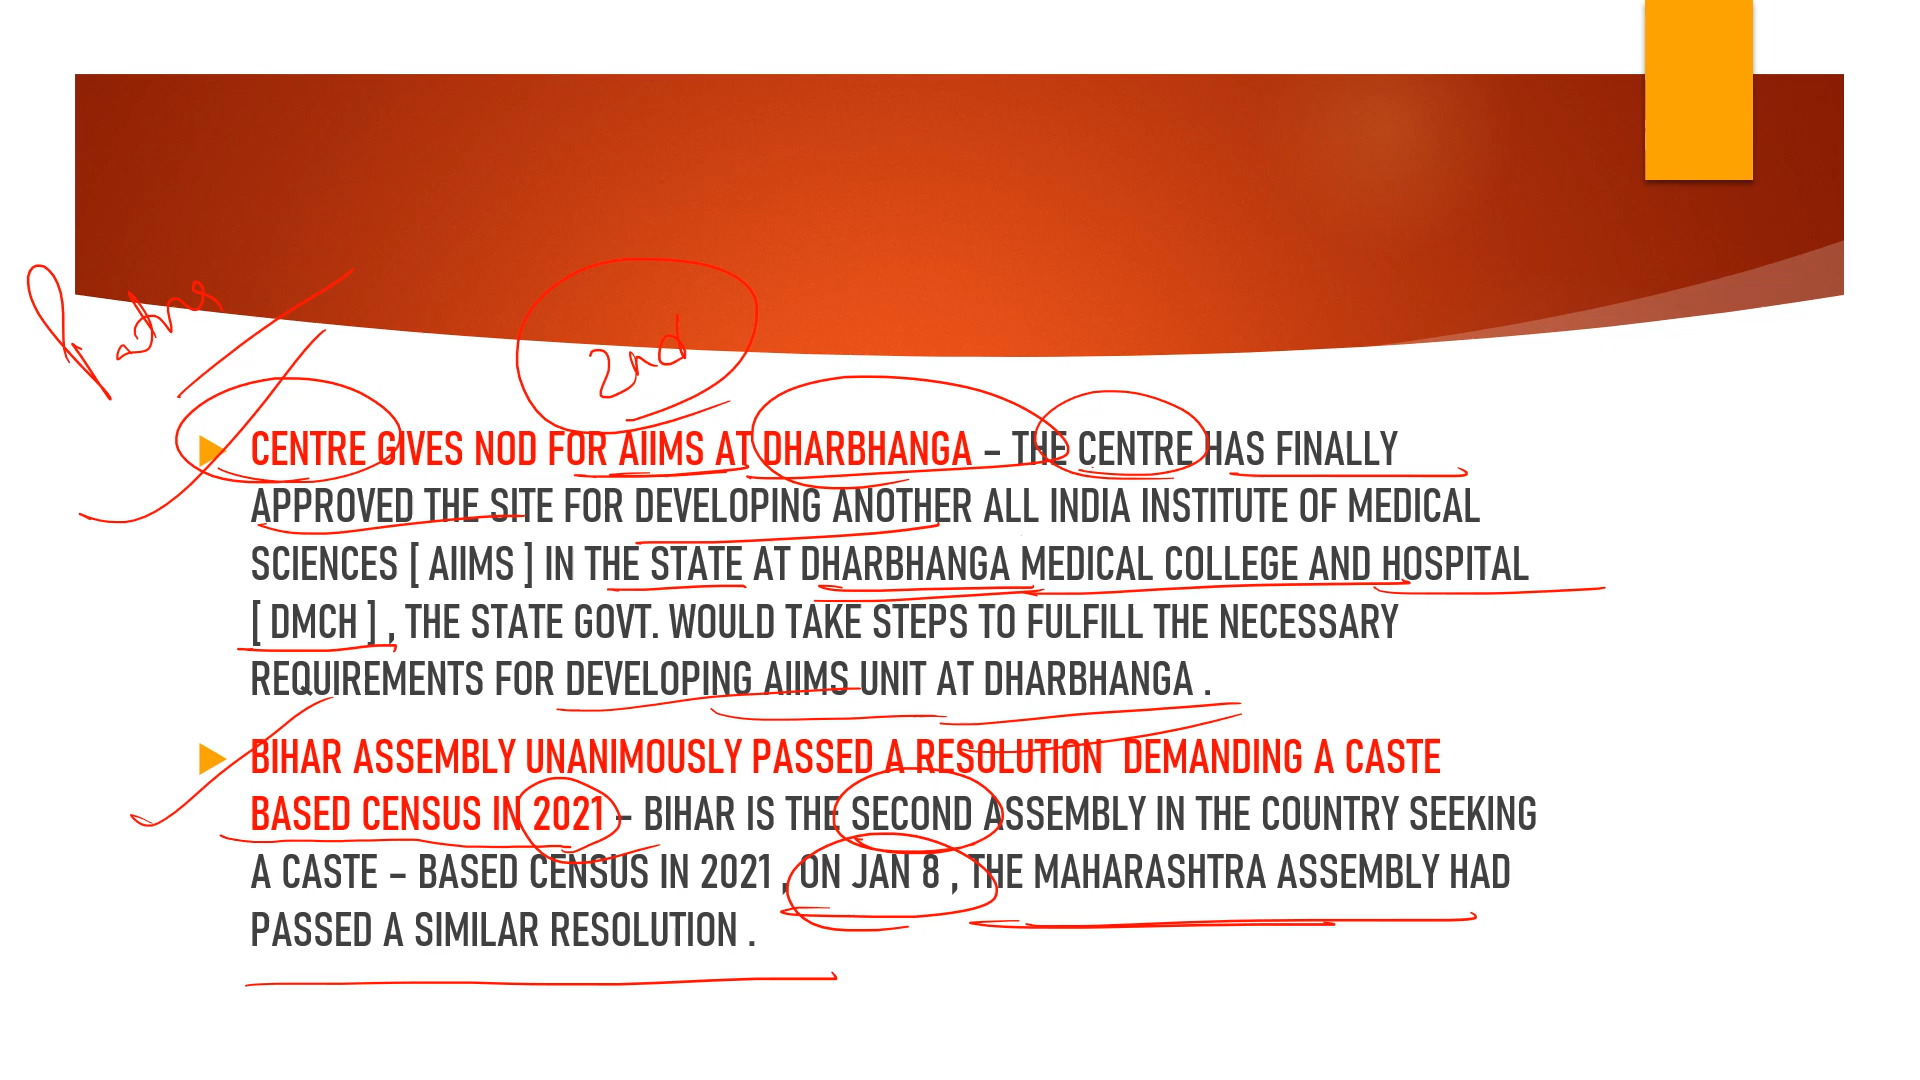 Patna
2nd
CENTRE GIVES NOD FOR AIIMS AT DHARBHANGA – THE CENTRE HAS FINALLY
APPROVED THE SITE FOR DEVELOPING ANOTHER ALL INDIA INSTITUTE OF MEDICAL
SCIENCES [ AIIMS ] IN THE STATE AT DHARBHANGA MEDICAL COLLEGE AND HOSPITAL
[ DMCH ] , THE STATE GOVT. WOULD TAKE STEPS TO FULFILL THE NECESSARY
REQUIREMENTS FOR DEVELOPING AIIMS UNIT AT DHARBHANGA .
BIHAR ASSEMBLY UNANIMOUSLY PASSED A RESOLUTION DEMANDING A CASTE
BASED CENSUS IN 2021 – BIHAR IS THE SECOND ASSEMBLY IN THE COUNTRY SEEKING
A CASTE – BASED CENSUS IN 2021 , ON JAN 8 , THE MAHARASHTRA ASSEMBLY HAD
PASSED A SIMILAR RESOLUTION .